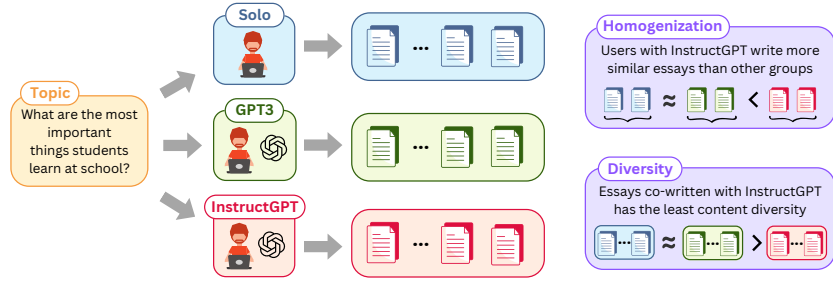 Topic
What are the most
important
things students
learn at school?
Solo
...
GPT3
...
InstructGPT
...
Homogenization
Users with InstructGPT write more
similar essays than other groups
≈ <
Diversity
Essays co-written with InstructGPT
has the least content diversity
... ≈ ... > ...